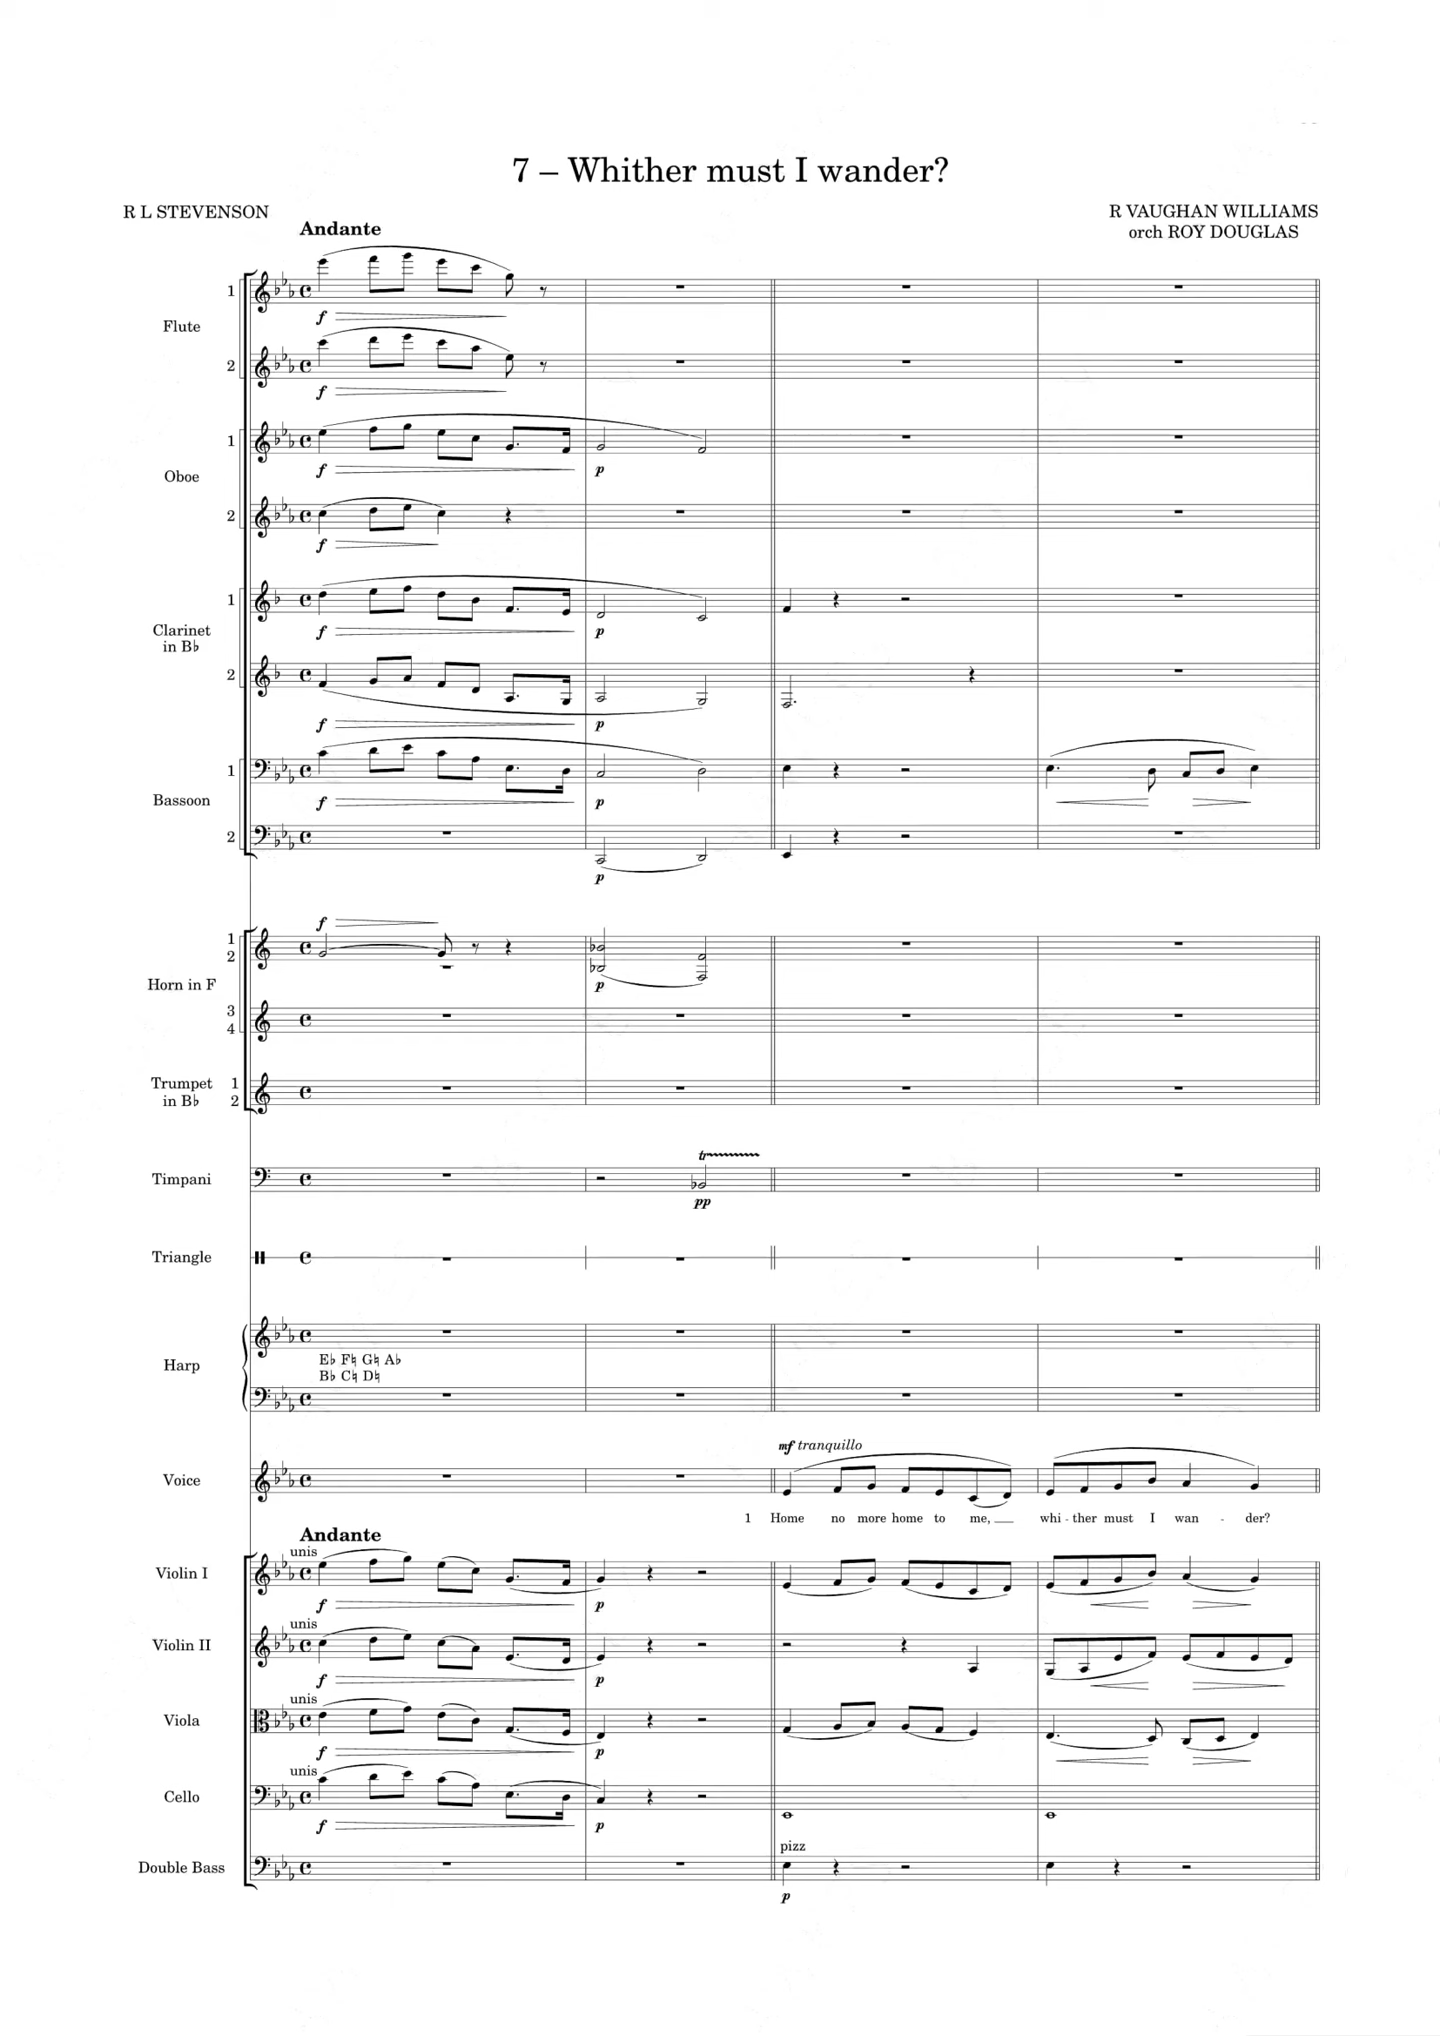 7 – Whither must I wander?
R L STEVENSON
R VAUGHAN WILLIAMS
orch ROY DOUGLAS
Andante
1
Flute
f
2
f
1
Oboe
f
p
2
f
1
Clarinet
in B♭
f
p
2
f
p
1
Bassoon
f
p
2
p
f
1
2
Horn in F
p
3
4
Trumpet 1
in B♭ 2
tr
Timpani
pp
Triangle
Harp
E♭ F♮ G♮ A♭
B♭ C♮ D♮
mf tranquillo
Voice
1 Home no more home to me, __ whi - ther must I wan - der?
Andante
unis
Violin I
f
p
unis
Violin II
f
p
unis
Viola
f
p
unis
Cello
f
p
pizz
Double Bass
p